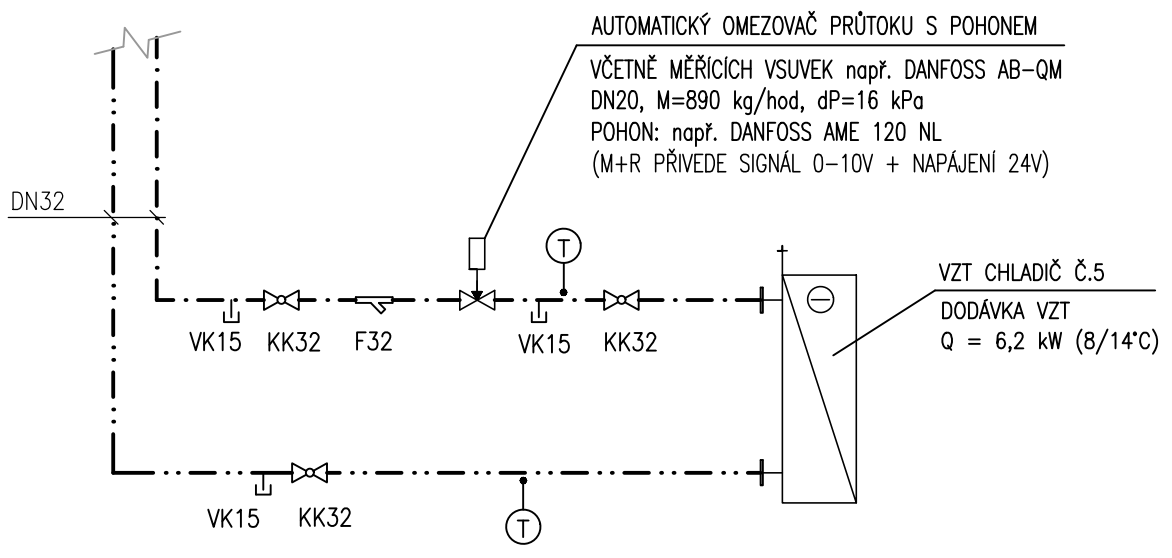 AUTOMATICKÝ OMEZOVAČ PRŮTOKU S POHONEM
VČETNĚ MĚŘÍCÍCH VSUVEK např. DANFOSS AB-QM
DN20, M=890 kg/hod, dP=16 kPa
POHON: např. DANFOSS AME 120 NL
(M+R PŘIVEDE SIGNÁL 0-10V + NAPÁJENÍ 24V)
DN32
T
VZT CHLADIČ Č.5
DODÁVKA VZT
Q = 6,2 kW (8/14°C)
VK15 KK32 F32 VK15 KK32
VK15 KK32
T